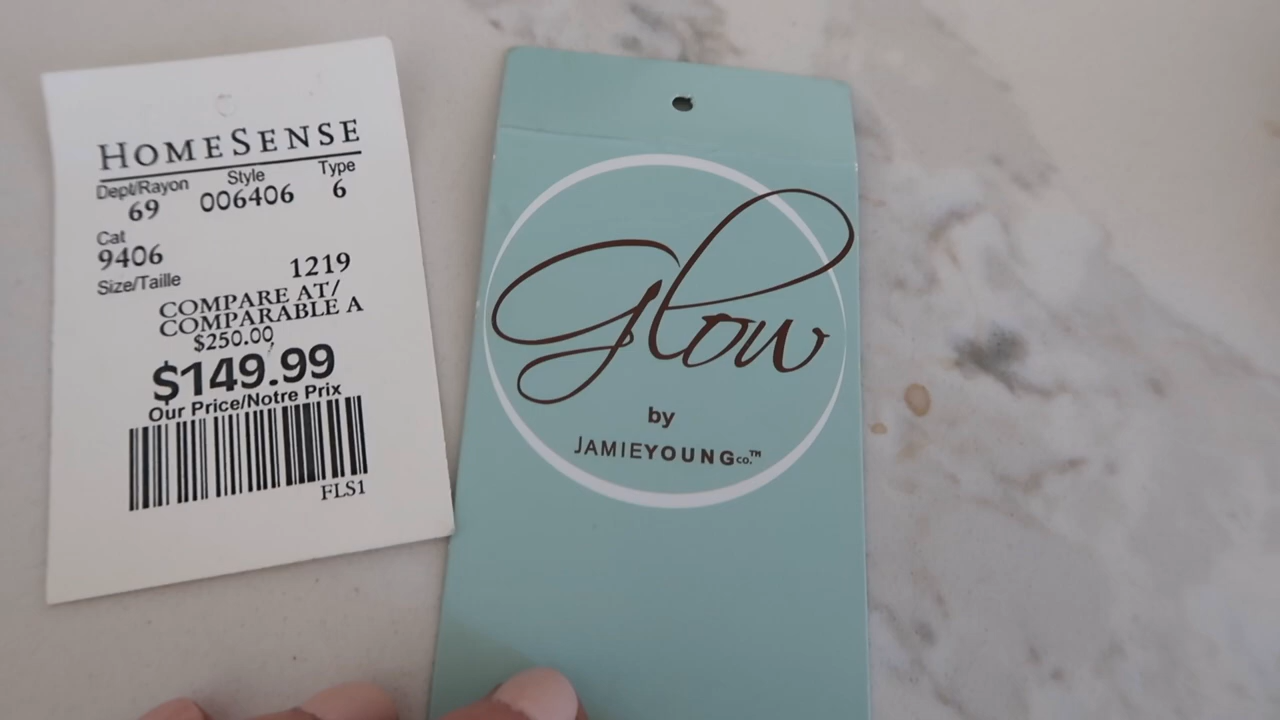 HOMESENSE
Dept/Rayon Style Type
69 006406 6
Cat
9406
Size/Taille 1219
COMPARE AT/
COMPARABLE A
$250.00
$149.99
Our Price/Notre Prix
FLS1
Glow
by
JAMIEYOUNGCO.™